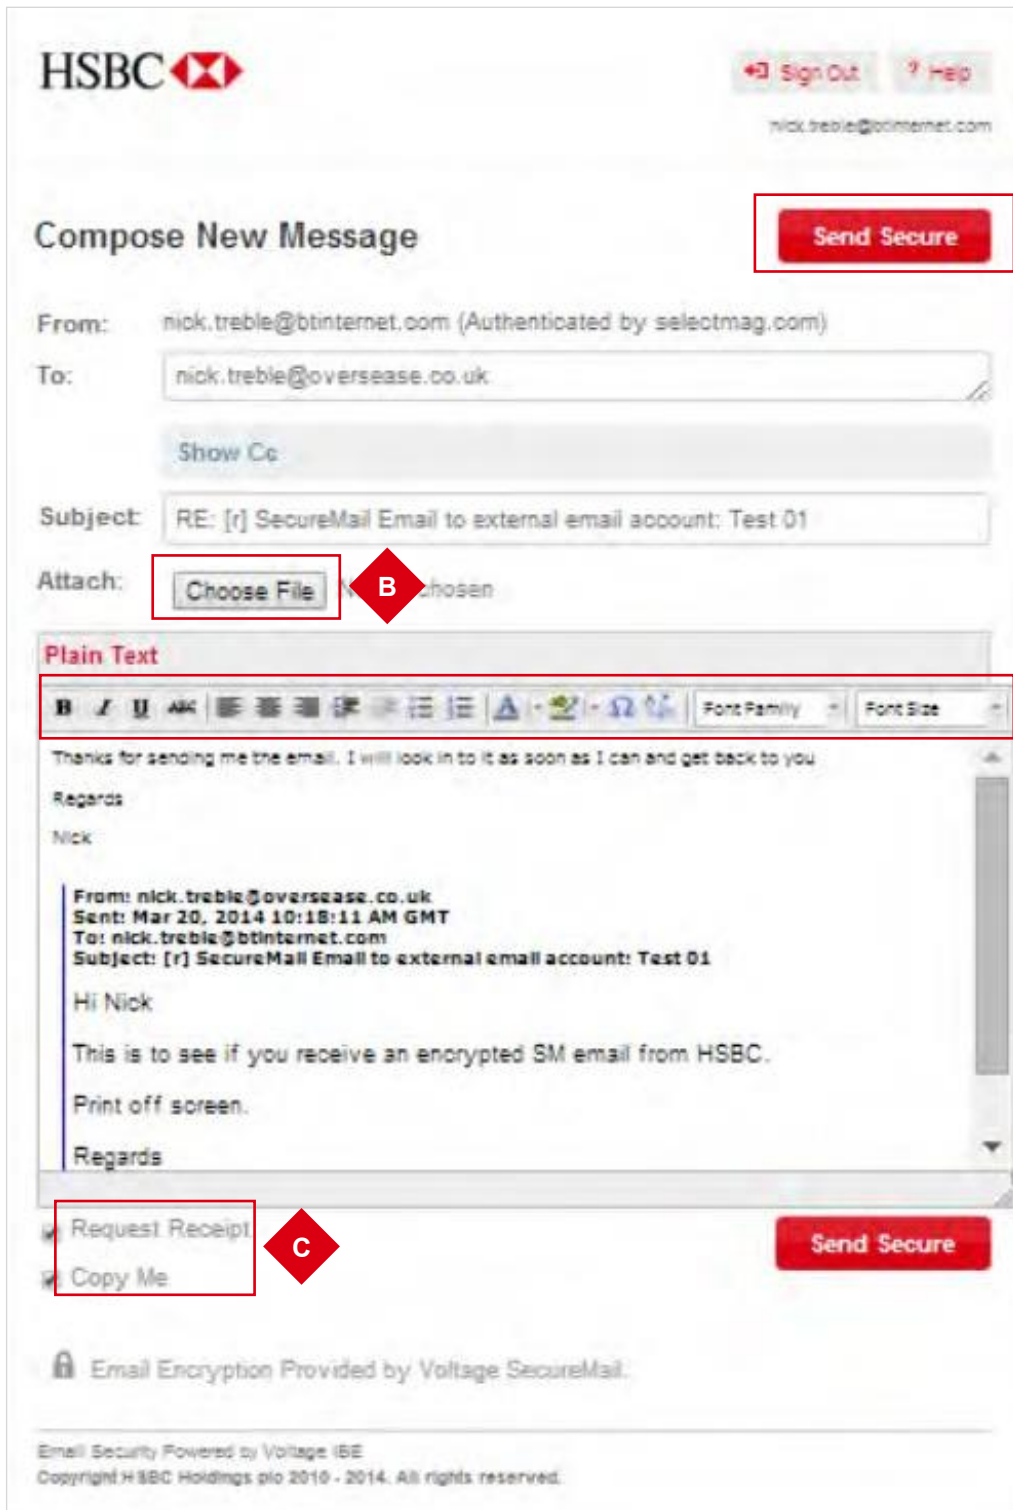 HSBC
Sign Out ? Help
nick.treble@btinternet.com
Compose New Message
Send Secure
From: nick.treble@btinternet.com (Authenticated by selectmag.com)
To: nick.treble@oversease.co.uk
Show Cc
Subject: RE: [r] SecureMail Email to external email account: Test 01
Attach: Choose File chosen
B
Plain Text
B I U ABC A Ω Font Family Font Size
Thanks for sending me the email. I will look in to it as soon as I can and get back to you
Regards
Nick
From: nick.treble@oversease.co.uk
Sent: Mar 20, 2014 10:18:11 AM GMT
To: nick.treble@btinternet.com
Subject: [r] SecureMail Email to external email account: Test 01
Hi Nick
This is to see if you receive an encrypted SM email from HSBC.
Print off screen.
Regards
Request Receipt
C
Send Secure
Copy Me
Email Encryption Provided by Voltage SecureMail.
Email Security Powered by Voltage IBE
Copyright HSBC Holdings plc 2010 - 2014. All rights reserved.